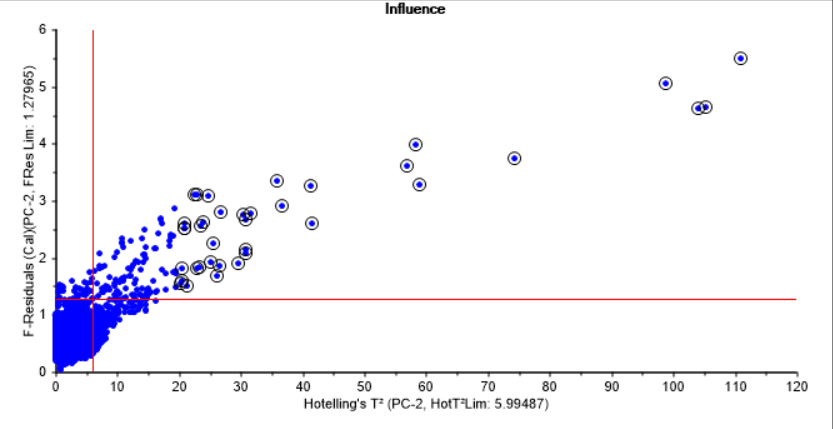 Influence
F-Residuals (Cal)(PC-2, FRes Lim: 1.27965)
6
5
4
3
2
1
0
0 10 20 30 40 50 60 70 80 90 100 110 120
Hotelling's T² (PC-2, HotT²Lim: 5.99487)